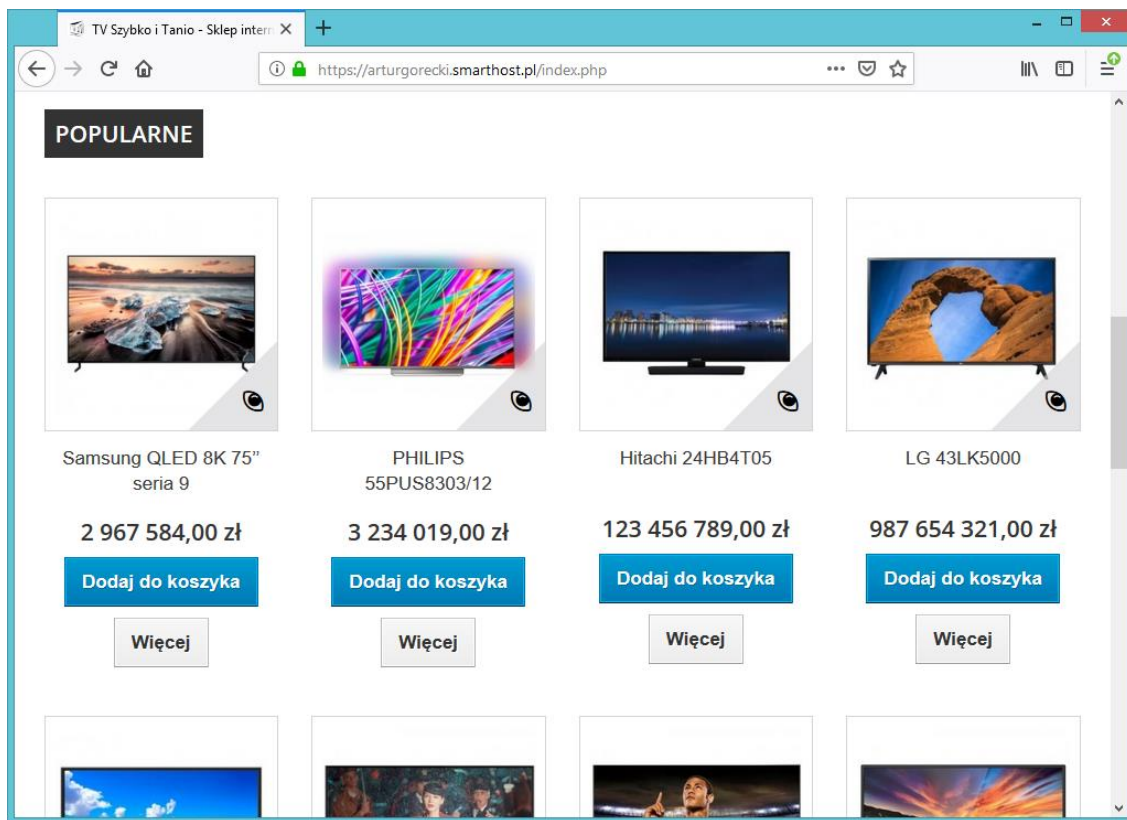 TV Szybko i Tanio - Sklep intern
https://arturgorecki.smarthost.pl/index.php
POPULARNE
Samsung QLED 8K 75’’
seria 9
PHILIPS
55PUS8303/12
Hitachi 24HB4T05
LG 43LK5000
2 967 584,00 zł
3 234 019,00 zł
123 456 789,00 zł
987 654 321,00 zł
Dodaj do koszyka
Dodaj do koszyka
Dodaj do koszyka
Dodaj do koszyka
Więcej
Więcej
Więcej
Więcej